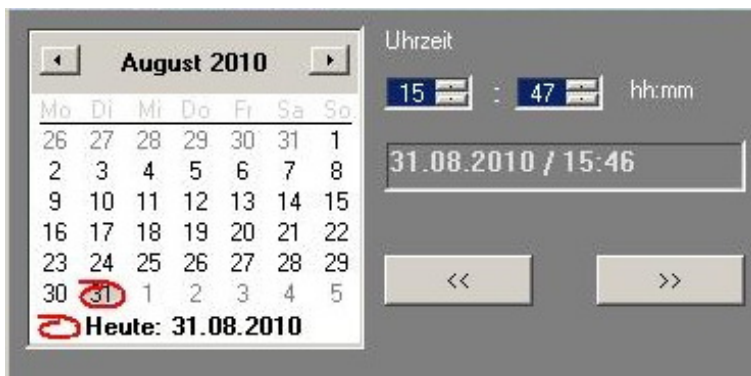 August 2010
Mo Di Mi Do Fr Sa So
26 27 28 29 30 31 1
2 3 4 5 6 7 8
9 10 11 12 13 14 15
16 17 18 19 20 21 22
23 24 25 26 27 28 29
30 31 1 2 3 4 5
Heute: 31.08.2010
Uhrzeit
15 : 47 hh:mm
31.08.2010 / 15:46
<< >>